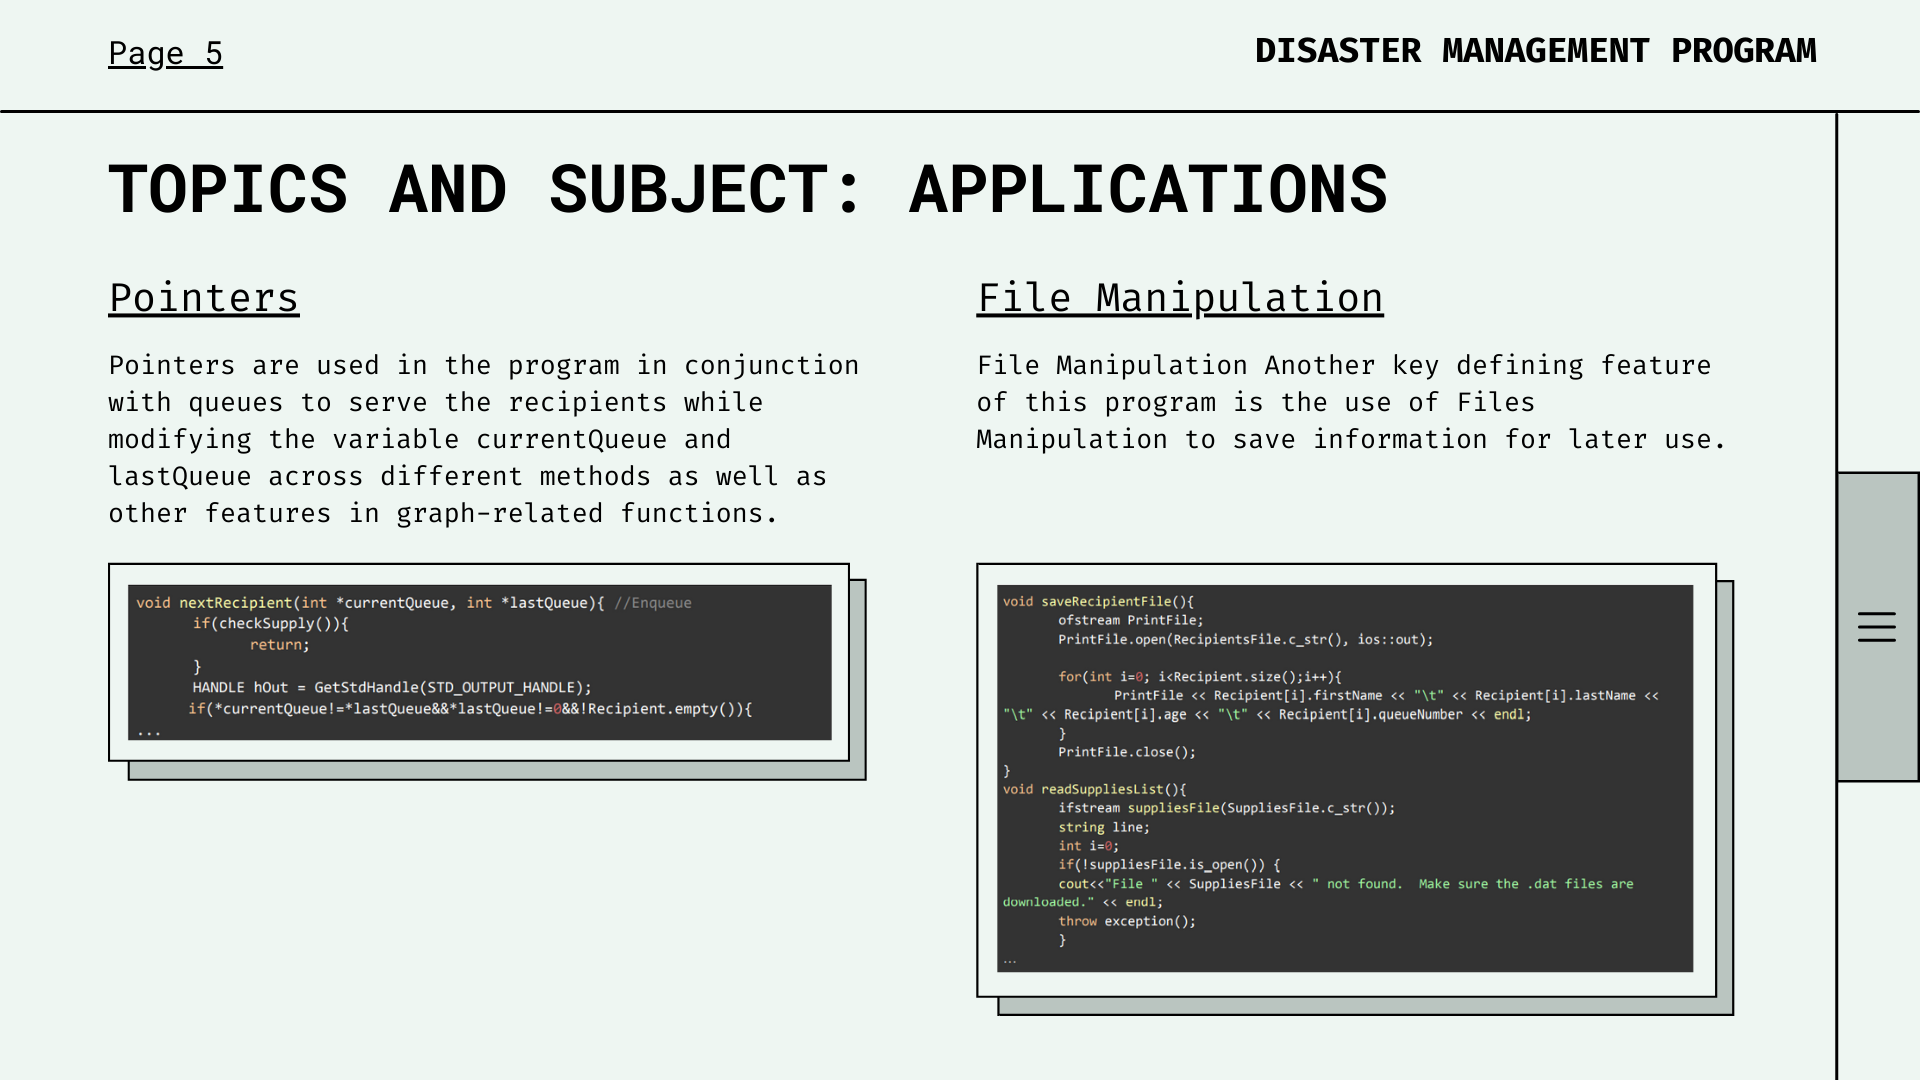 Page 5
DISASTER MANAGEMENT PROGRAM
TOPICS AND SUBJECT: APPLICATIONS
Pointers
Pointers are used in the program in conjunction
with queues to serve the recipients while
modifying the variable currentQueue and
lastQueue across different methods as well as
other features in graph-related functions.
void nextRecipient(int *currentQueue, int *lastQueue){ //Enqueue
if(checkSupply()){
return;
}
HANDLE hOut = GetStdHandle(STD_OUTPUT_HANDLE);
if(*currentQueue!=*lastQueue&&*lastQueue!=0&&!Recipient.empty()){
...
File Manipulation
File Manipulation Another key defining feature
of this program is the use of Files
Manipulation to save information for later use.
void saveRecipientFile(){
ofstream PrintFile;
PrintFile.open(RecipientsFile.c_str(), ios::out);
for(int i=0; i<Recipient.size();i++){
PrintFile << Recipient[i].firstName << "\t" << Recipient[i].lastName <<
"\t" << Recipient[i].age << "\t" << Recipient[i].queueNumber << endl;
}
PrintFile.close();
}
void readSuppliesList(){
ifstream suppliesFile(SuppliesFile.c_str());
string line;
int i=0;
if(!suppliesFile.is_open()) {
cout<<"File " << SuppliesFile << " not found.  Make sure the .dat files are
downloaded." << endl;
throw exception();
}
...